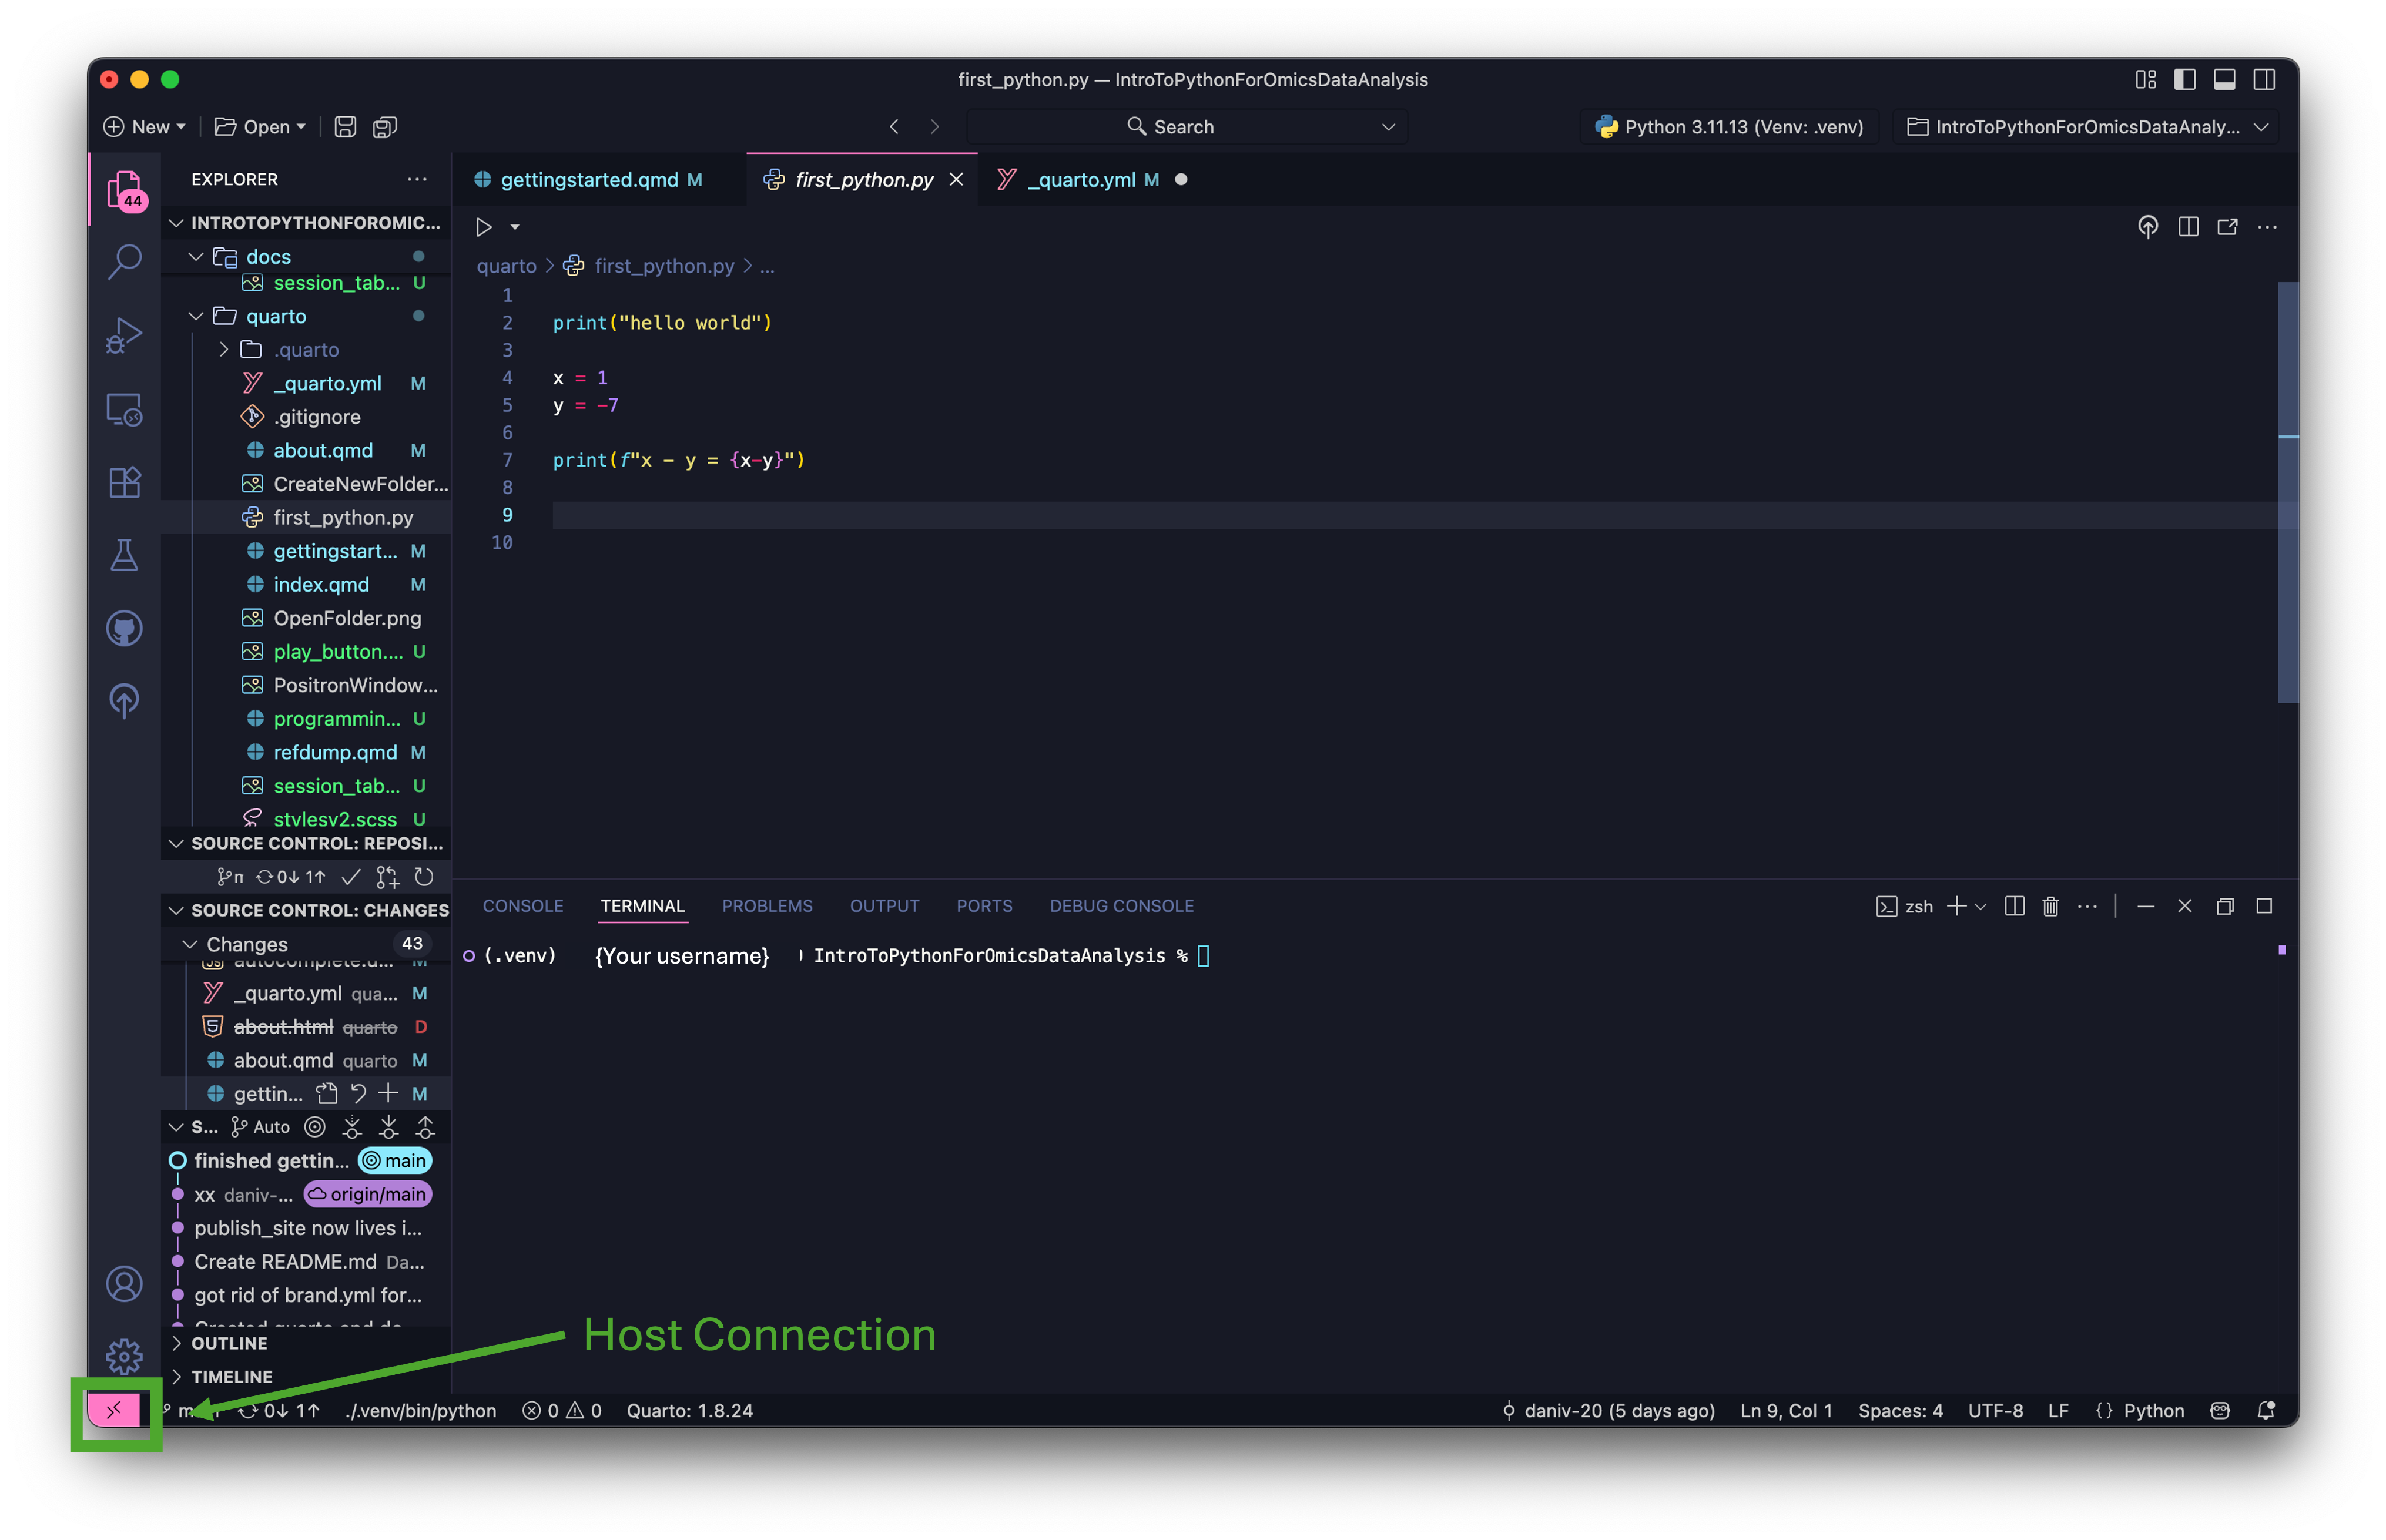 first_python.py — IntroToPythonForOmicsDataAnalysis
New Open Search Python 3.11.13 (Venv: .venv) IntroToPythonForOmicsDataAnaly...
44
EXPLORER ...
INTROTOPYTHONFOROMIC...
docs
session_tab... U
quarto
.quarto
_quarto.yml M
.gitignore
about.qmd M
CreateNewFolder...
first_python.py
gettingstart... M
index.qmd M
OpenFolder.png
play_button.... U
PositronWindow...
programmin... U
refdump.qmd M
session_tab... U
stylesv2.scss U
SOURCE CONTROL: REPOSI...
0↓ 1↑
SOURCE CONTROL: CHANGES
Changes 43
_quarto.yml qua... M
about.html quarto D
about.qmd quarto M
gettin... M
S... Auto
finished gettin... main
xx daniv-... origin/main
publish_site now lives i...
Create README.md Da...
got rid of brand.yml for...
OUTLINE
TIMELINE
gettingstarted.qmd M first_python.py _quarto.yml M
quarto > first_python.py > ...
1
2 print("hello world")
3
4 x = 1
5 y = -7
6
7 print(f"x - y = {x-y}")
8
9
10
CONSOLE TERMINAL PROBLEMS OUTPUT PORTS DEBUG CONSOLE zsh
(.venv) {Your username} IntroToPythonForOmicsDataAnalysis %
Host Connection
0↓ 1↑ ./.venv/bin/python 0 0 Quarto: 1.8.24 daniv-20 (5 days ago) Ln 9, Col 1 Spaces: 4 UTF-8 LF {} Python